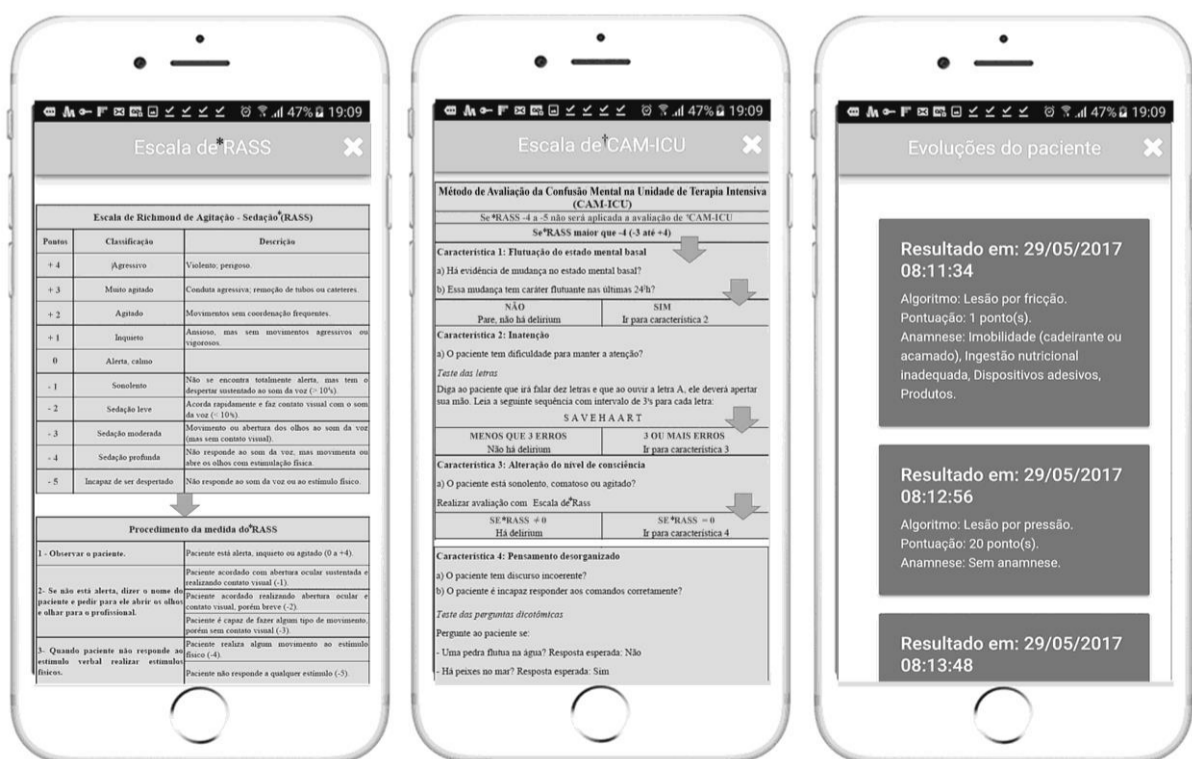 47% 19:09
Escala de*RASS
Escala de Richmond de Agitação - Sedação*(RASS)
Pontos Classificação Descrição
+ 4 Agressivo Violento; perigoso.
+ 3 Muito agitado Conduta agressiva; remoção de tubos ou cateteres.
+ 2 Agitado Movimentos sem coordenação frequentes.
+ 1 Inquieto Ansioso, mas sem movimentos agressivos ou
vigorosos.
0 Alerta, calmo
- 1 Sonolento Não se encontra totalmente alerta, mas tem o
despertar sustentado ao som da voz (> 10's).
- 2 Sedação leve Acorda rapidamente e faz contato visual com o som
da voz (< 10's).
- 3 Sedação moderada Movimento ou abertura dos olhos ao som da voz
(mas sem contato visual).
- 4 Sedação profunda Não responde ao som da voz, mas movimenta ou
abre os olhos com estimulação física.
- 5 Incapaz de ser despertado Não responde ao som da voz ou ao estímulo físico.
Procedimento da medida do*RASS
1 - Observar o paciente. Paciente está alerta, inquieto ou agitado (0 a +4).
2- Se não está alerta, dizer o nome do
paciente e pedir para ele abrir os olhos
e olhar para o profissional.
Paciente acordado com abertura ocular sustentada e
realizando contato visual (-1).
Paciente acordado realizando abertura ocular e
contato visual, porém breve (-2).
Paciente é capaz de fazer algum tipo de movimento,
porém sem contato visual (-3).
3- Quando paciente não responde ao
estímulo verbal realizar estímulos
físicos.
Paciente realiza algum movimento ao estímulo
físico (-4).
Paciente não responde a qualquer estímulo (-5).
47% 19:09
Escala de†CAM-ICU
Método de Avaliação da Confusão Mental na Unidade de Terapia Intensiva
(CAM-ICU)
Se*RASS -4 a -5 não será aplicada a avaliação de †CAM-ICU
Se*RASS maior que -4 (-3 até +4)
Característica 1: Flutuação do estado mental basal
a) Há evidência de mudança no estado mental basal?
b) Essa mudança tem caráter flutuante nas últimas 24'h?
NÃO SIM
Pare, não há delirium Ir para característica 2
Característica 2: Inatenção
a) O paciente tem dificuldade para manter a atenção?
Teste das letras
Diga ao paciente que irá falar dez letras e que ao ouvir a letra A, ele deverá apertar
sua mão. Leia a seguinte sequência com intervalo de 3's para cada letra:
S A V E H A A R T
MENOS QUE 3 ERROS 3 OU MAIS ERROS
Não há delirium Ir para característica 3
Característica 3: Alteração do nível de consciência
a) O paciente está sonolento, comatoso ou agitado?
Realizar avaliação com Escala de*Rass
SE*RASS ≠ 0 SE*RASS = 0
Há delirium Ir para característica 4
Característica 4: Pensamento desorganizado
a) O paciente tem discurso incoerente?
b) O paciente é incapaz responder aos comandos corretamente?
Teste das perguntas dicotômicas
Pergunte ao paciente se:
- Uma pedra flutua na água? Resposta esperada: Não
- Há peixes no mar? Resposta esperada: Sim
47% 19:09
Evoluções do paciente
Resultado em: 29/05/2017
08:11:34
Algoritmo: Lesão por fricção.
Pontuação: 1 ponto(s).
Anamnese: Imobilidade (cadeirante ou
acamado), Ingestão nutricional
inadequada, Dispositivos adesivos,
Produtos.
Resultado em: 29/05/2017
08:12:56
Algoritmo: Lesão por pressão.
Pontuação: 20 ponto(s).
Anamnese: Sem anamnese.
Resultado em: 29/05/2017
08:13:48